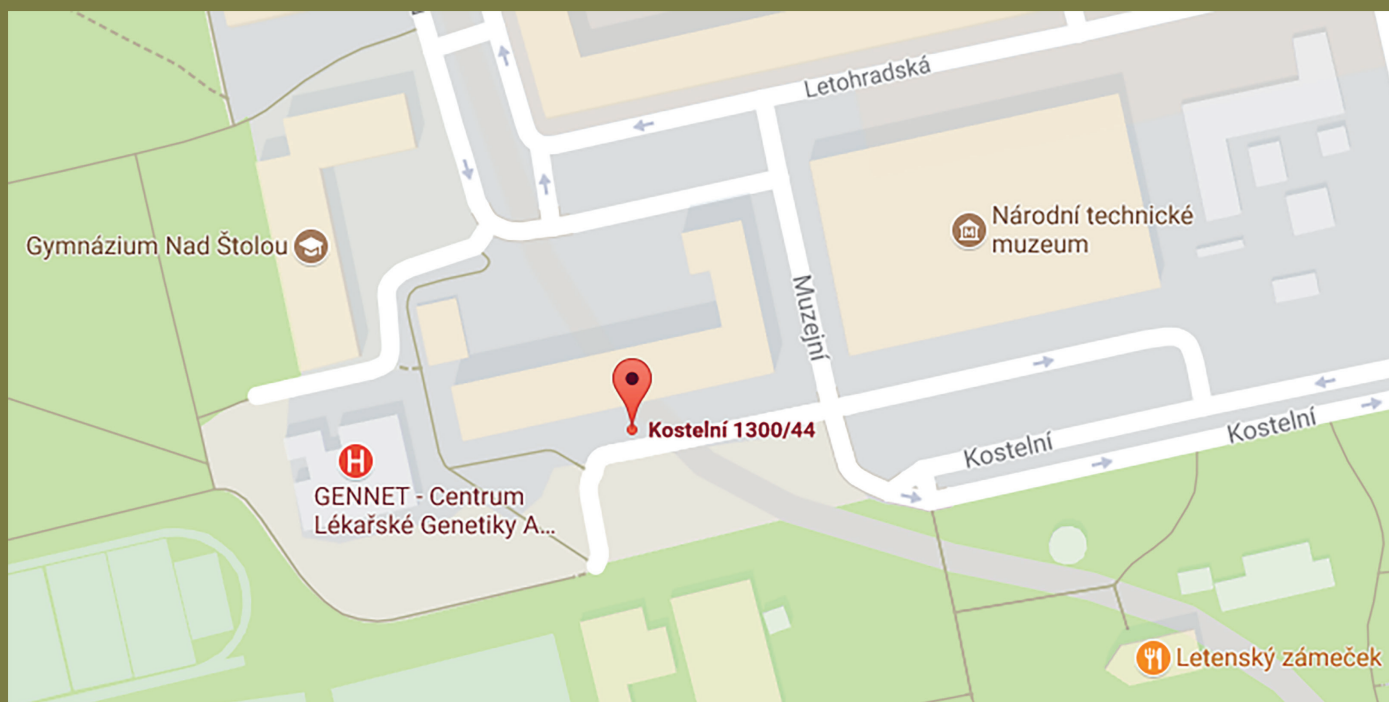 Letohradská
Národní technické
muzeum
Gymnázium Nad Štolou
Muzejní
Kostelní 1300/44
Kostelní
Kostelní
H
GENNET - Centrum
Lékařské Genetiky A...
Letenský zámeček